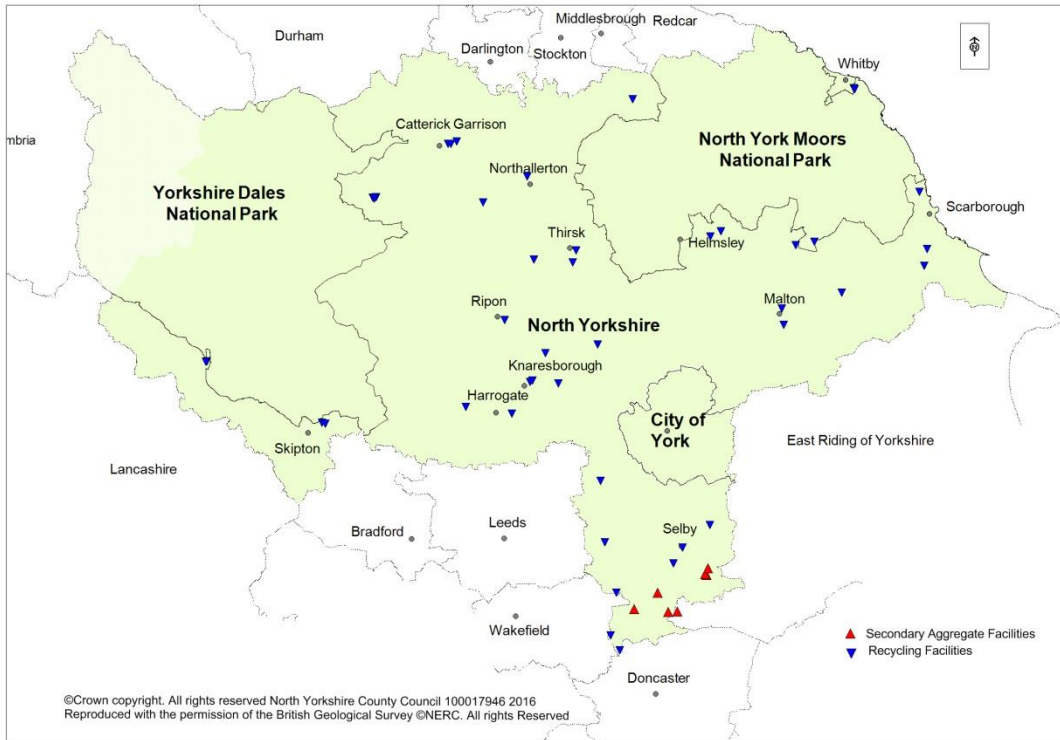 Middlesbrough
Redcar
Durham
Darlington
Stockton
N
Whitby
mbria
Catterick Garrison
North York Moors
National Park
Northallerton
Yorkshire Dales
National Park
Scarborough
Thirsk
Helmsley
Ripon
North Yorkshire
Malton
Knaresborough
Harrogate
City of
York
East Riding of Yorkshire
Skipton
Lancashire
Bradford
Leeds
Selby
Wakefield
Secondary Aggregate Facilities
Recycling Facilities
Doncaster
©Crown copyright. All rights reserved North Yorkshire County Council 100017946 2016
Reproduced with the permission of the British Geological Survey ©NERC. All rights Reserved